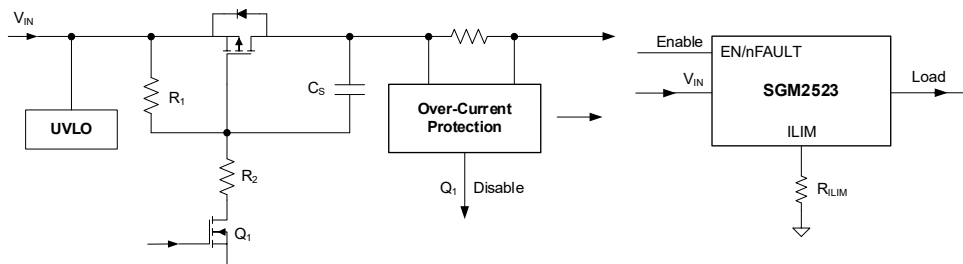 VIN
R1
UVLO
R2
Q1
CS
Over-Current
Protection
Q1 Disable
Enable
EN/nFAULT
VIN
SGM2523
Load
ILIM
RILIM